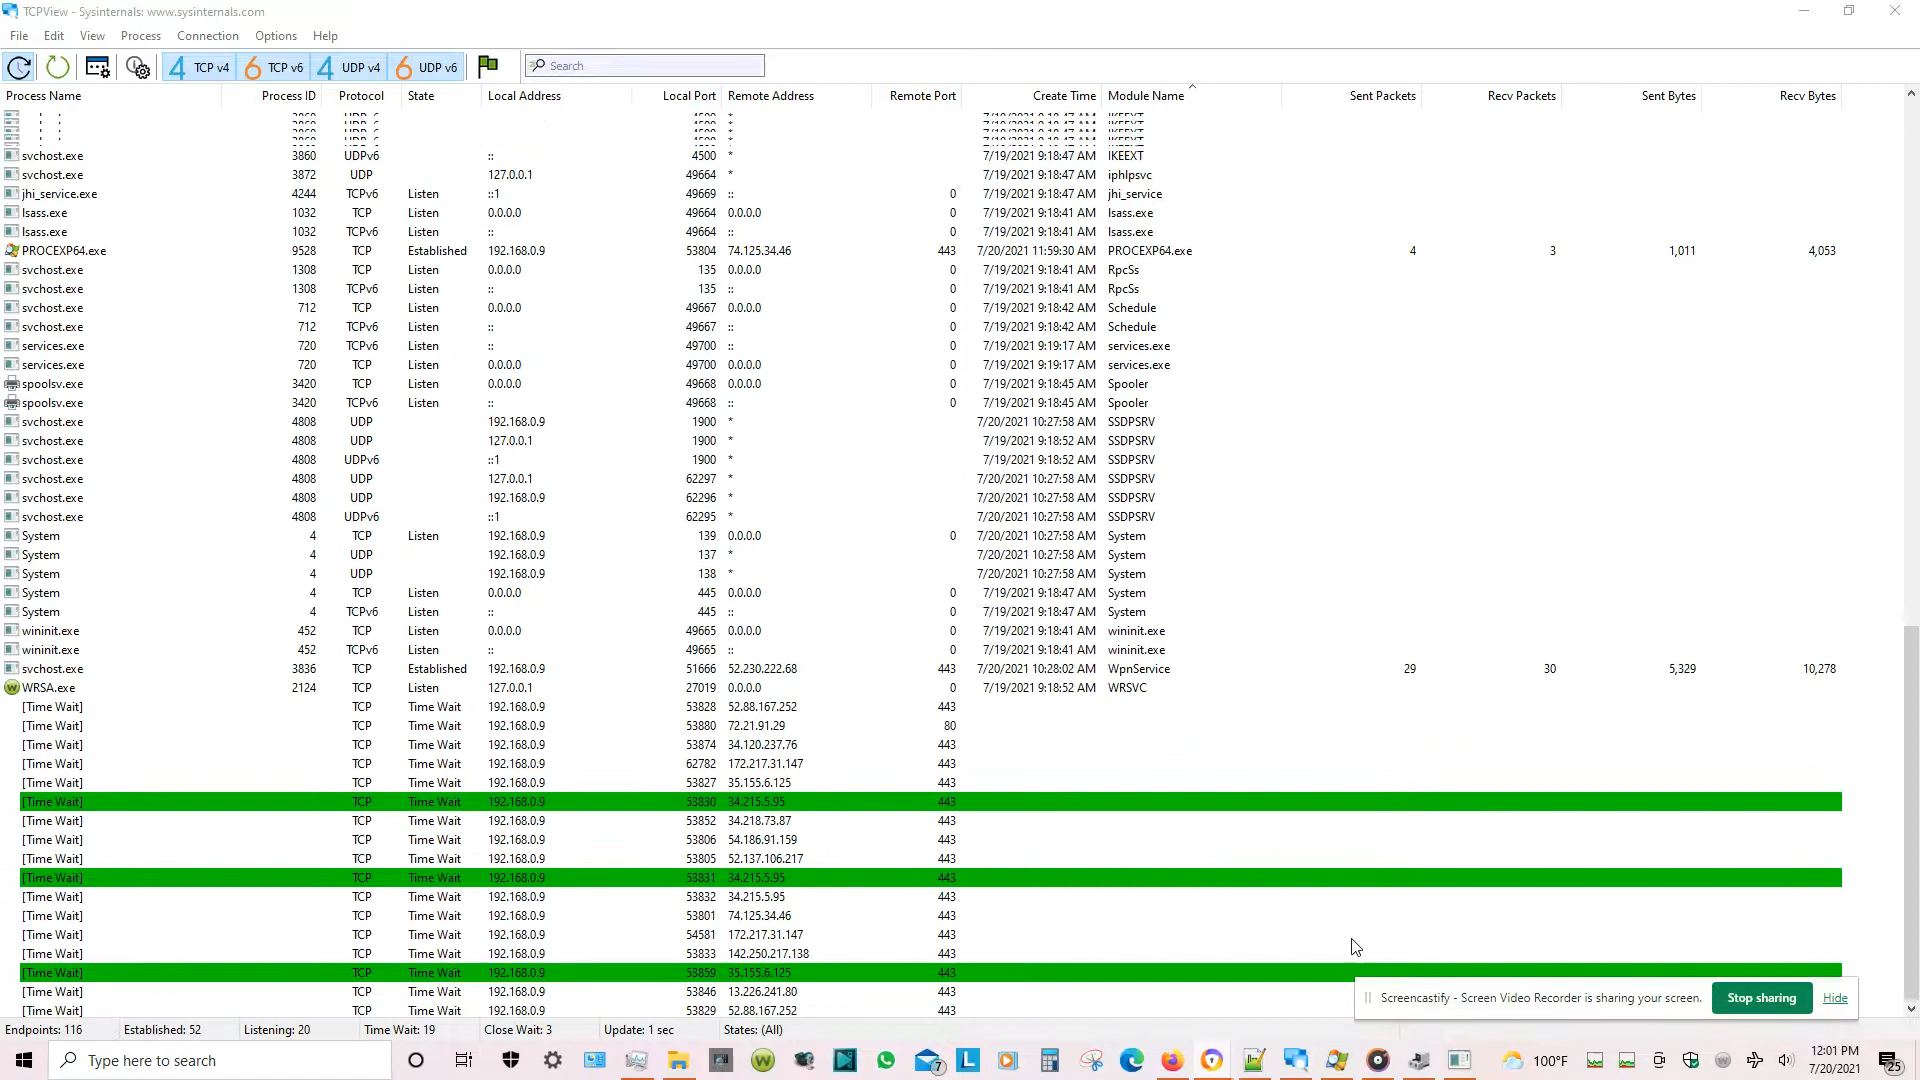 TCPView - Sysinternals: www.sysinternals.com
File Edit View Process Connection Options Help
4 TCP v4 6 TCP v6 4 UDP v4 6 UDP v6 Search
Process Name Process ID Protocol State Local Address Local Port Remote Address Remote Port Create Time Module Name Sent Packets Recv Packets Sent Bytes Recv Bytes
svchost.exe 3860 UDPv6 :: 4500 * 7/19/2021 9:18:47 AM IKEEXT
svchost.exe 3872 UDP 127.0.0.1 49664 * 7/19/2021 9:18:47 AM iphlpsvc
jhi_service.exe 4244 TCPv6 Listen ::1 49669 :: 0 7/19/2021 9:18:47 AM jhi_service
lsass.exe 1032 TCP Listen 0.0.0.0 49664 0.0.0.0 0 7/19/2021 9:18:41 AM lsass.exe
lsass.exe 1032 TCPv6 Listen :: 49664 :: 0 7/19/2021 9:18:41 AM lsass.exe
PROCEXP64.exe 9528 TCP Established 192.168.0.9 53804 74.125.34.46 443 7/20/2021 11:59:30 AM PROCEXP64.exe 4 3 1,011 4,053
svchost.exe 1308 TCP Listen 0.0.0.0 135 0.0.0.0 0 7/19/2021 9:18:41 AM RpcSs
svchost.exe 1308 TCPv6 Listen :: 135 :: 0 7/19/2021 9:18:41 AM RpcSs
svchost.exe 712 TCP Listen 0.0.0.0 49667 0.0.0.0 0 7/19/2021 9:18:42 AM Schedule
svchost.exe 712 TCPv6 Listen :: 49667 :: 0 7/19/2021 9:18:42 AM Schedule
services.exe 720 TCPv6 Listen :: 49700 :: 0 7/19/2021 9:19:17 AM services.exe
services.exe 720 TCP Listen 0.0.0.0 49700 0.0.0.0 0 7/19/2021 9:19:17 AM services.exe
spoolsv.exe 3420 TCP Listen 0.0.0.0 49668 0.0.0.0 0 7/19/2021 9:18:45 AM Spooler
spoolsv.exe 3420 TCPv6 Listen :: 49668 :: 0 7/19/2021 9:18:45 AM Spooler
svchost.exe 4808 UDP 192.168.0.9 1900 * 7/20/2021 10:27:58 AM SSDPSRV
svchost.exe 4808 UDP 127.0.0.1 1900 * 7/19/2021 9:18:52 AM SSDPSRV
svchost.exe 4808 UDPv6 ::1 1900 * 7/19/2021 9:18:52 AM SSDPSRV
svchost.exe 4808 UDP 127.0.0.1 62297 * 7/20/2021 10:27:58 AM SSDPSRV
svchost.exe 4808 UDP 192.168.0.9 62296 * 7/20/2021 10:27:58 AM SSDPSRV
svchost.exe 4808 UDPv6 ::1 62295 * 7/20/2021 10:27:58 AM SSDPSRV
System 4 TCP Listen 192.168.0.9 139 0.0.0.0 0 7/20/2021 10:27:58 AM System
System 4 UDP 192.168.0.9 137 * 7/20/2021 10:27:58 AM System
System 4 UDP 192.168.0.9 138 * 7/20/2021 10:27:58 AM System
System 4 TCP Listen 0.0.0.0 445 0.0.0.0 0 7/19/2021 9:18:47 AM System
System 4 TCPv6 Listen :: 445 :: 0 7/19/2021 9:18:47 AM System
wininit.exe 452 TCP Listen 0.0.0.0 49665 0.0.0.0 0 7/19/2021 9:18:41 AM wininit.exe
wininit.exe 452 TCPv6 Listen :: 49665 :: 0 7/19/2021 9:18:41 AM wininit.exe
svchost.exe 3836 TCP Established 192.168.0.9 51666 52.230.222.68 443 7/20/2021 10:28:02 AM WpnService 29 30 5,329 10,278
WRSA.exe 2124 TCP Listen 127.0.0.1 27019 0.0.0.0 0 7/19/2021 9:18:52 AM WRSVC
[Time Wait] TCP Time Wait 192.168.0.9 53828 52.88.167.252 443
[Time Wait] TCP Time Wait 192.168.0.9 53880 72.21.91.29 80
[Time Wait] TCP Time Wait 192.168.0.9 53874 34.120.237.76 443
[Time Wait] TCP Time Wait 192.168.0.9 62782 172.217.31.147 443
[Time Wait] TCP Time Wait 192.168.0.9 53827 35.155.6.125 443
[Time Wait] TCP Time Wait 192.168.0.9 53830 34.215.5.95 443
[Time Wait] TCP Time Wait 192.168.0.9 53852 34.218.73.87 443
[Time Wait] TCP Time Wait 192.168.0.9 53806 54.186.91.159 443
[Time Wait] TCP Time Wait 192.168.0.9 53805 52.137.106.217 443
[Time Wait] TCP Time Wait 192.168.0.9 53831 34.215.5.95 443
[Time Wait] TCP Time Wait 192.168.0.9 53832 34.215.5.95 443
[Time Wait] TCP Time Wait 192.168.0.9 53801 74.125.34.46 443
[Time Wait] TCP Time Wait 192.168.0.9 54581 172.217.31.147 443
[Time Wait] TCP Time Wait 192.168.0.9 53833 142.250.217.138 443
[Time Wait] TCP Time Wait 192.168.0.9 53859 35.155.6.125 443
[Time Wait] TCP Time Wait 192.168.0.9 53846 13.226.241.80 443
[Time Wait] TCP Time Wait 192.168.0.9 53829 52.88.167.252 443
Screencastify - Screen Video Recorder is sharing your screen. Stop sharing Hide
Endpoints: 116 Established: 52 Listening: 20 Time Wait: 19 Close Wait: 3 Update: 1 sec States: (All)
Type here to search 7 L 100°F 12:01 PM
7/20/2021 25